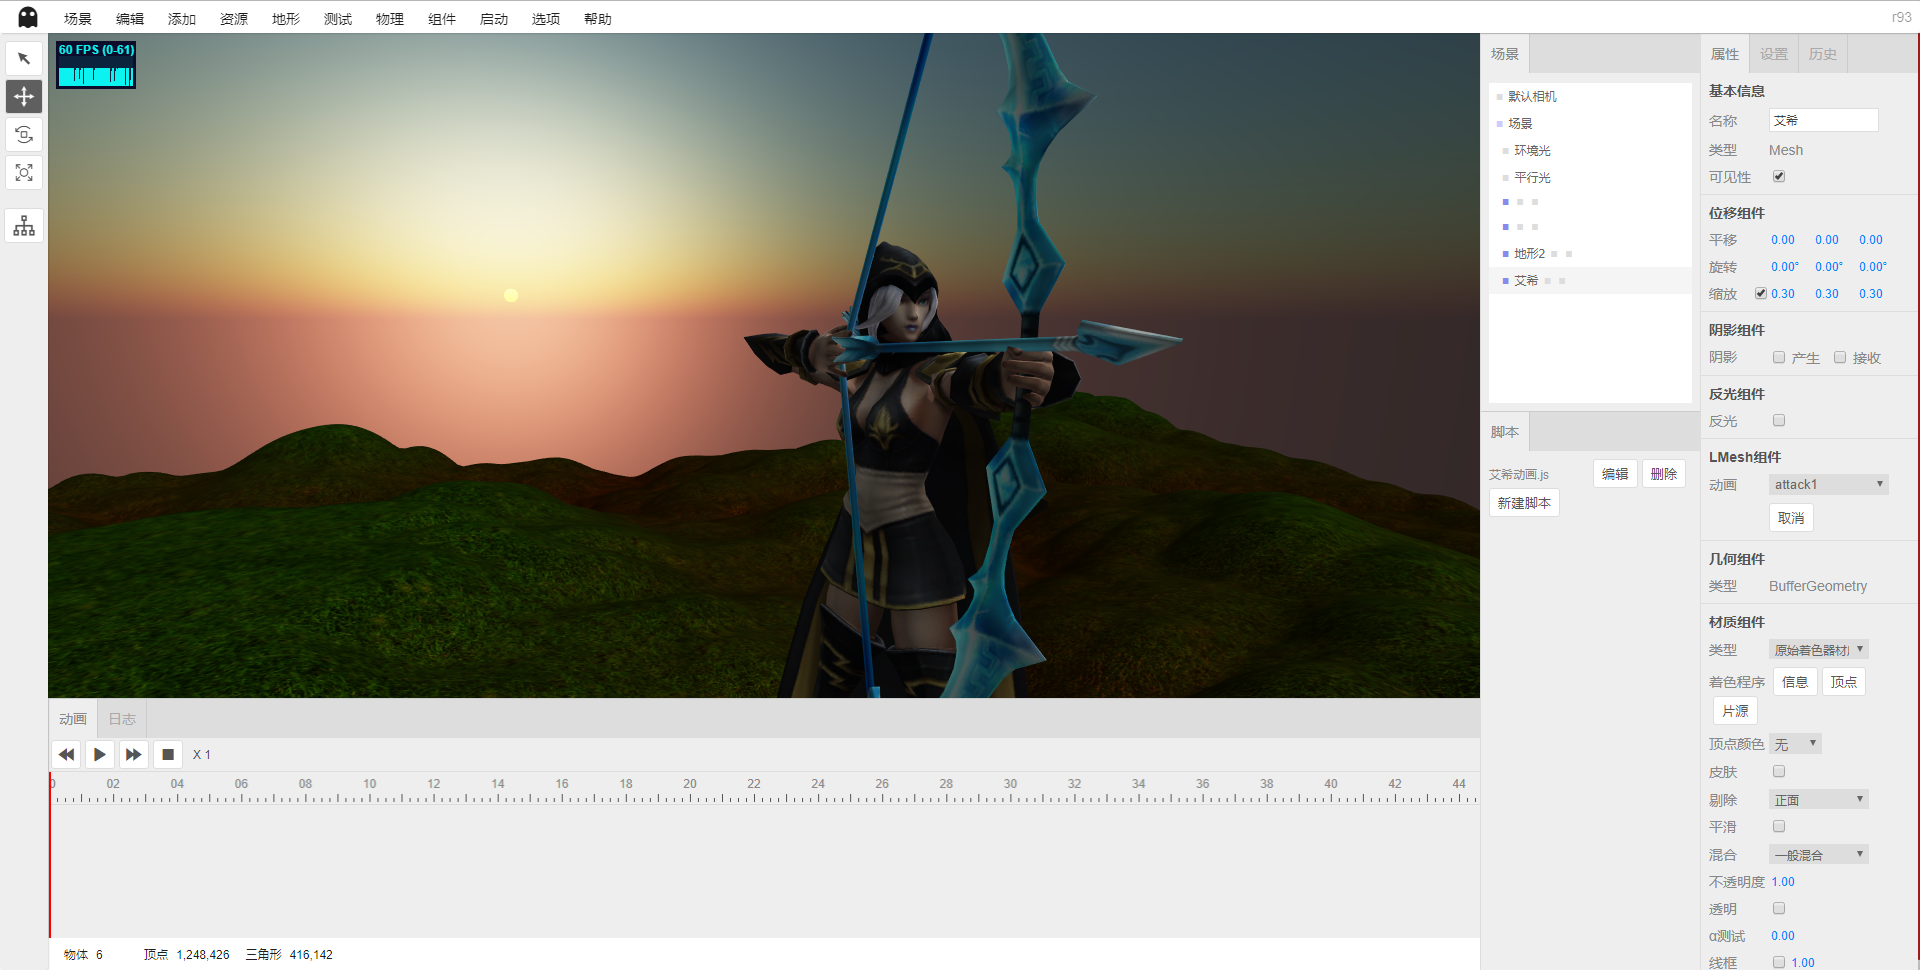 场景 编辑 添加 资源 地形 测试 物理 组件 启动 选项 帮助 r93
60 FPS (0-61)
场景
默认相机
场景
环境光
平行光
地形2
艾希
脚本
艾希动画.js 编辑 删除
新建脚本
属性 设置 历史
基本信息
名称 艾希
类型 Mesh
可见性
位移组件
平移 0.00 0.00 0.00
旋转 0.00° 0.00° 0.00°
缩放 0.30 0.30 0.30
阴影组件
阴影 产生 接收
反光组件
反光
LMesh组件
动画 attack1
取消
几何组件
类型 BufferGeometry
材质组件
类型 原始着色器材
着色程序 信息 顶点
片源
顶点颜色 无
皮肤
剔除 正面
平滑
混合 一般混合
不透明度 1.00
透明
α测试 0.00
线框 1.00
动画 日志
X 1
0 02 04 06 08 10 12 14 16 18 20 22 24 26 28 30 32 34 36 38 40 42 44
物体 6 顶点 1,248,426 三角形 416,142